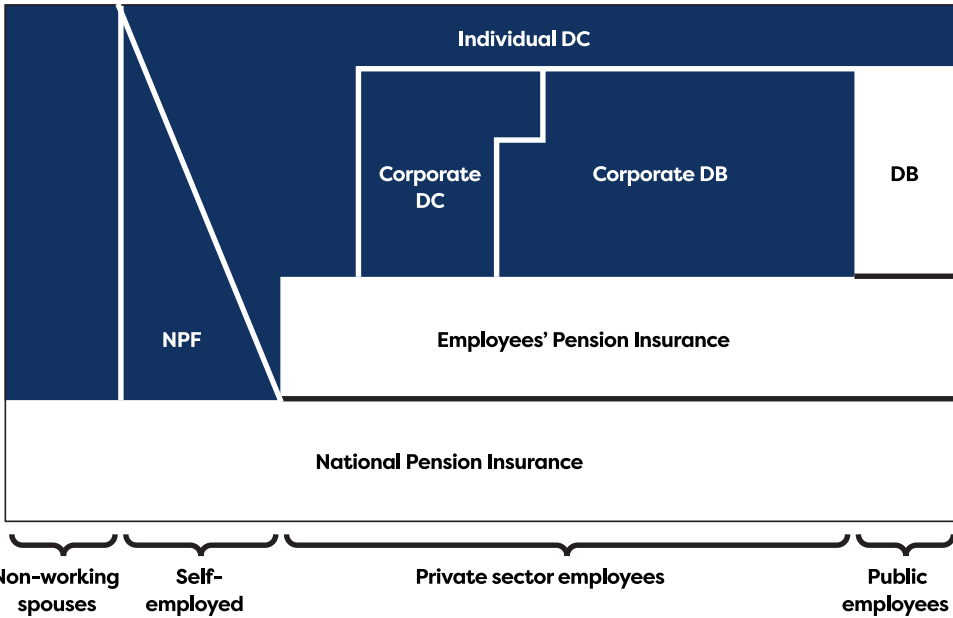 Individual DC
Corporate
DC
Corporate DB
DB
NPF
Employees’ Pension Insurance
National Pension Insurance
Non-working
spouses
Self-
employed
Private sector employees
Public
employees